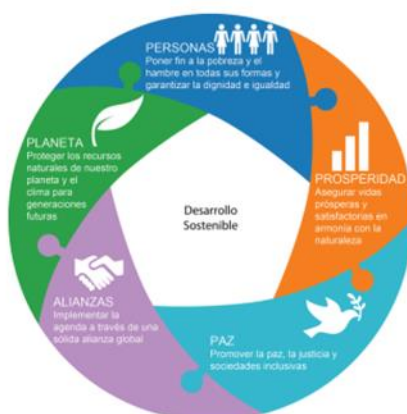 PERSONAS
Poner fin a la pobreza y el
hambre en todas sus formas y
garantizar la dignidad e igualdad
PROSPERIDAD
Asegurar vidas
prósperas y
satisfactorias en
armonía con la
naturaleza
PAZ
Promover la paz, la justicia y
sociedades inclusivas
ALIANZAS
Implementar la
agenda a través de una
sólida alianza global
PLANETA
Proteger los recursos
naturales de nuestro
planeta y el
clima para
generaciones
futuras
Desarrollo
Sostenible